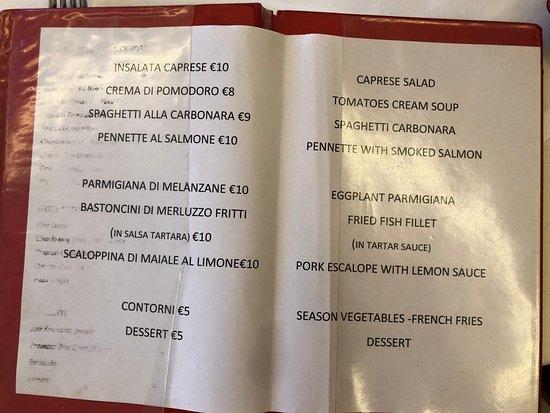 INSALATA CAPRESE €10
CREMA DI POMODORO €8
SPAGHETTI ALLA CARBONARA €9
PENNETTE AL SALMONE €10
PARMIGIANA DI MELANZANE €10
BASTONCINI DI MERLUZZO FRITTI
(IN SALSA TARTARA) €10
SCALOPPINA DI MAIALE AL LIMONE€10
CONTORNI €5
DESSERT €5
CAPRESE SALAD
TOMATOES CREAM SOUP
SPAGHETTI CARBONARA
PENNETTE WITH SMOKED SALMON
EGGPLANT PARMIGIANA
FRIED FISH FILLET
(IN TARTAR SAUCE)
PORK ESCALOPE WITH LEMON SAUCE
SEASON VEGETABLES -FRENCH FRIES
DESSERT